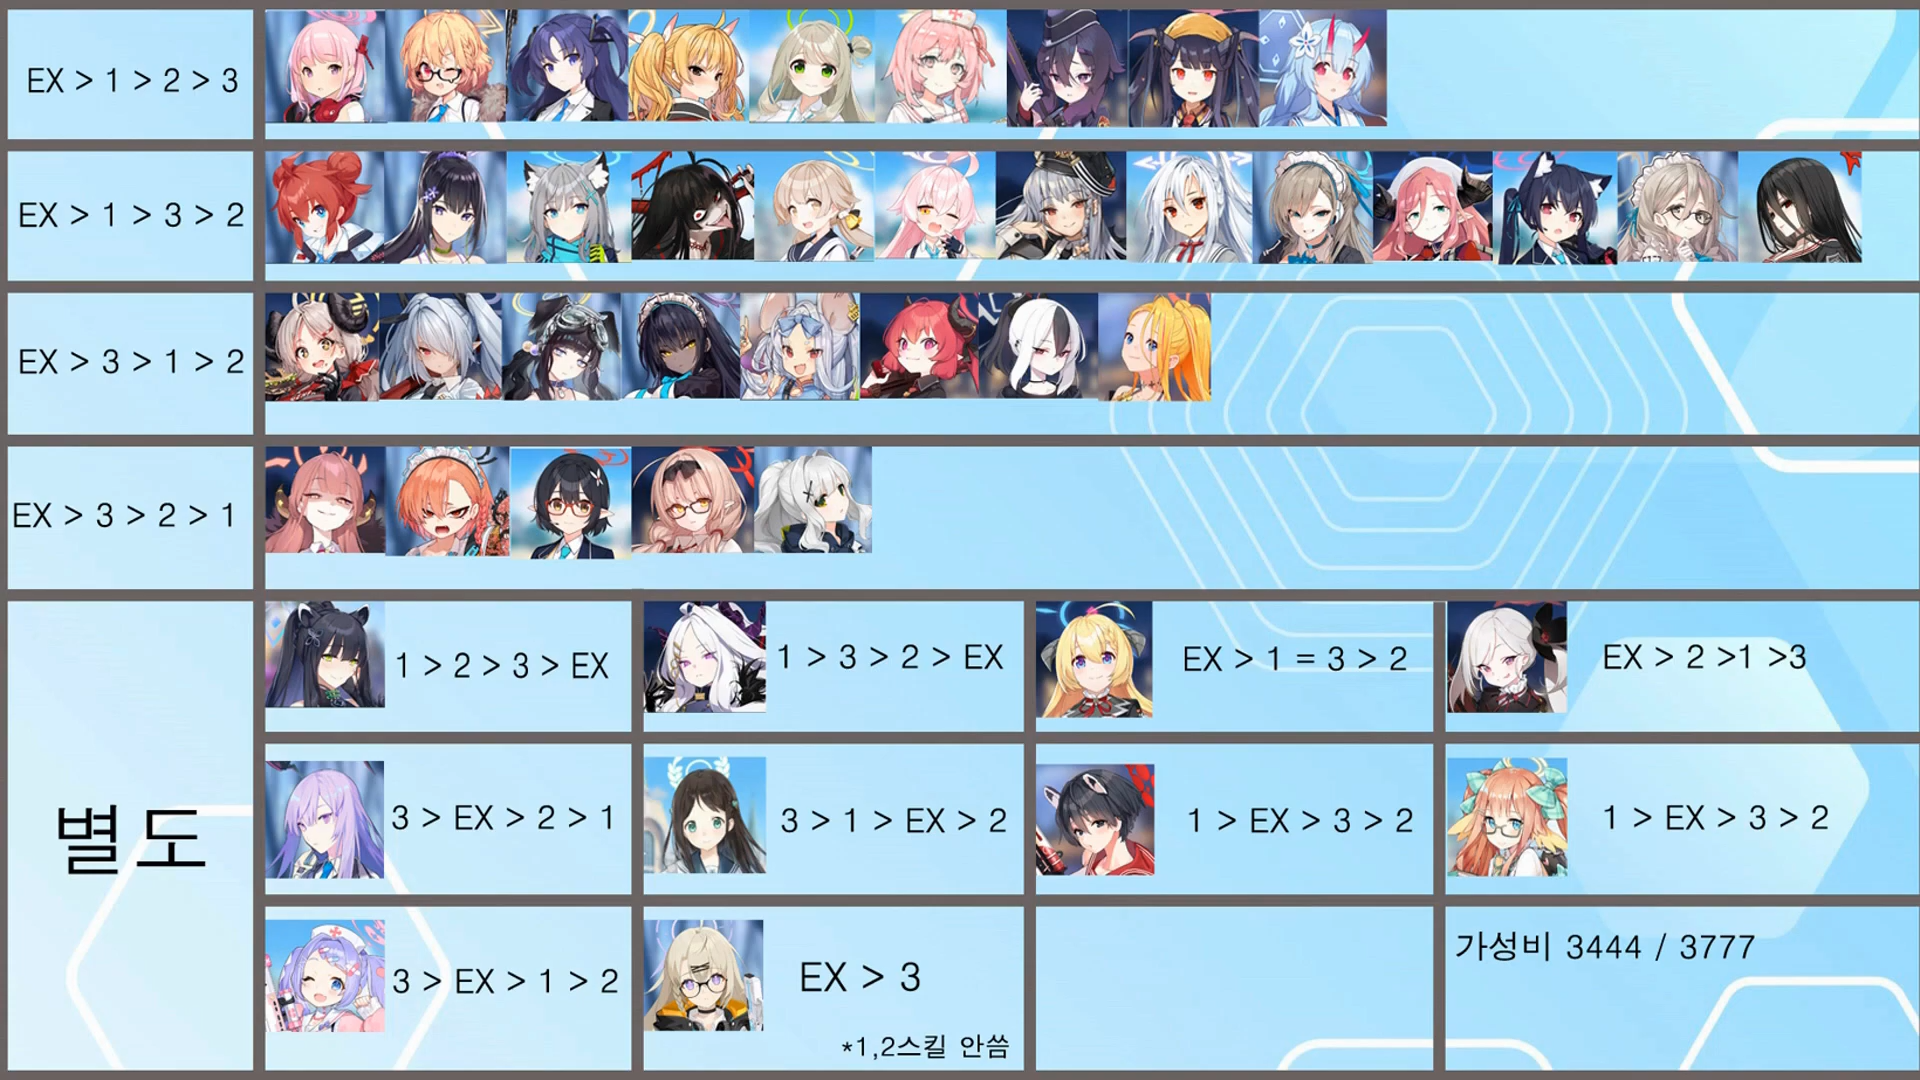 EX > 1 > 2 > 3
EX > 1 > 3 > 2
EX > 3 > 1 > 2
EX > 3 > 2 > 1
별도
1 > 2 > 3 > EX
1 > 3 > 2 > EX
EX > 1 = 3 > 2
EX > 2 >1 >3
3 > EX > 2 > 1
3 > 1 > EX > 2
1 > EX > 3 > 2
1 > EX > 3 > 2
3 > EX > 1 > 2
EX > 3
*1,2스킬 안씀
가성비 3444 / 3777